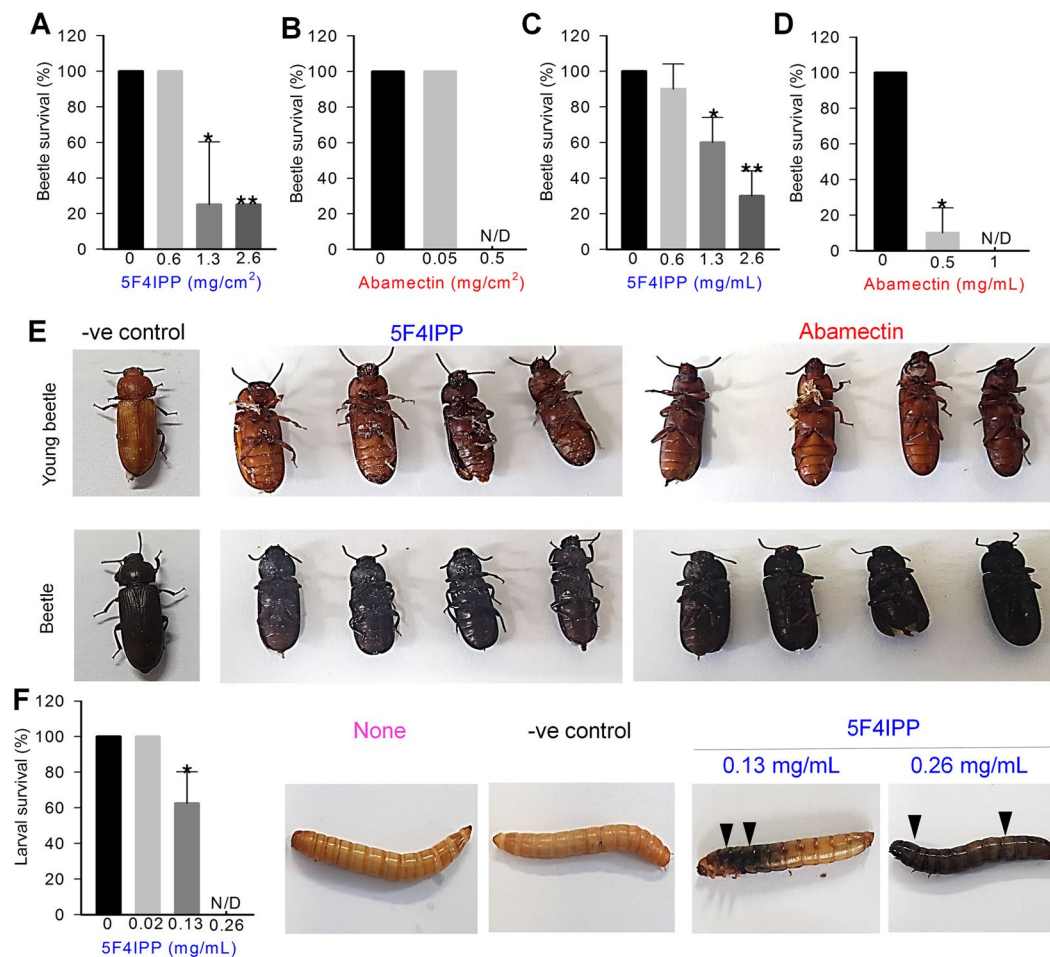 A
120
100
80
60
40
20
0
Beetle survival (%)
*
**
0 0.6 1.3 2.6
5F4IPP (mg/cm²)
B
120
100
80
60
40
20
0
Beetle survival (%)
N/D
0 0.05 0.5
Abamectin (mg/cm²)
C
120
100
80
60
40
20
0
Beetle survival (%)
*
**
0 0.6 1.3 2.6
5F4IPP (mg/mL)
D
120
100
80
60
40
20
0
Beetle survival (%)
*
N/D
0 0.5 1
Abamectin (mg/mL)
E
-ve control 5F4IPP Abamectin
Young beetle
Beetle
F
120
100
80
60
40
20
0
Larval survival (%)
*
N/D
0 0.02 0.13 0.26
5F4IPP (mg/mL)
None -ve control 5F4IPP
0.13 mg/mL 0.26 mg/mL